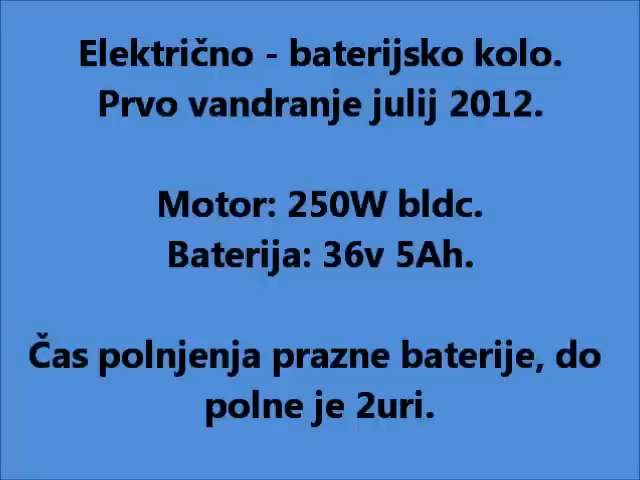 Električno - baterijsko kolo.
Prvo vandranje julij 2012.
Motor: 250W bldc.
Baterija: 36v 5Ah.
Čas polnjenja prazne baterije, do
polne je 2uri.